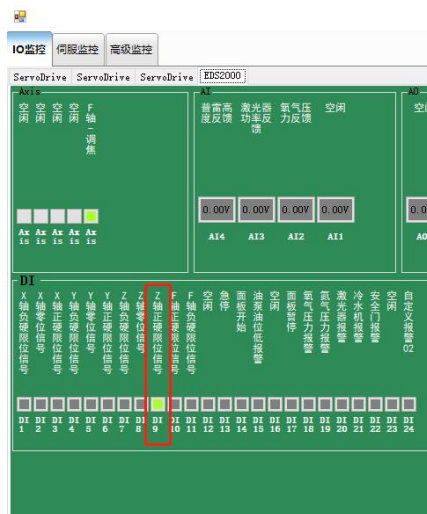 IO监控 伺服监控 高级监控
ServoDrive ServoDrive ServoDrive EDS2000
Axis
空闲 空闲 空闲 空闲 F轴-调焦
Axis Axis Axis Axis Axis
AI
普雷高度反馈 激光器功率反馈 氧气压力反馈 空闲
0.00V 0.00V 0.00V 0.00V
AI4 AI3 AI2 AI1
AO
DI
X轴负硬限位信号 X轴零位信号 X轴正硬限位信号 Y轴负硬限位信号 Y轴零位信号 Y轴正硬限位信号 Z轴负硬限位信号 Z轴零位信号 Z轴正硬限位信号 F轴正硬限位信号 F轴负硬限位信号 空闲 急停 面板开始 油泵油位低报警 空闲 面板暂停 氧气压力报警 氮气压力报警 激光器报警 冷水机报警 安全门报警 空闲 自定义报警02
DI1 DI2 DI3 DI4 DI5 DI6 DI7 DI8 DI9 DI10 DI11 DI12 DI13 DI14 DI15 DI16 DI17 DI18 DI19 DI20 DI21 DI22 DI23 DI24